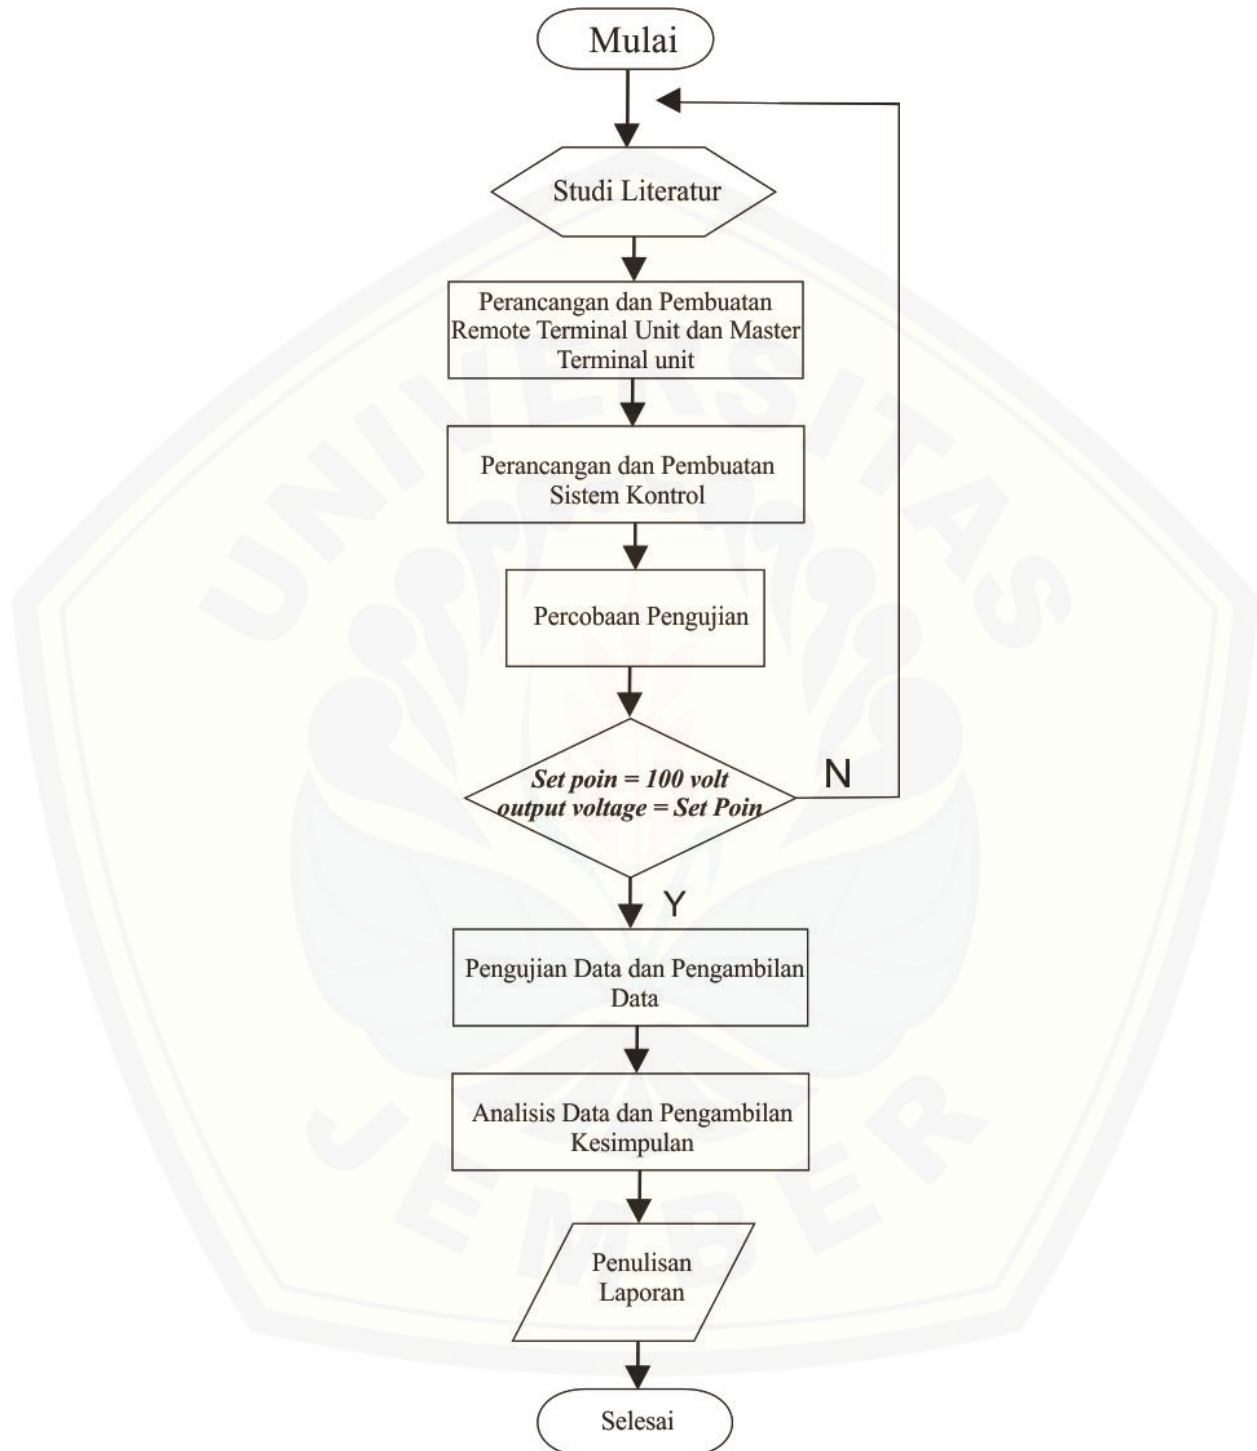 Mulai
Studi Literatur
Perancangan dan Pembuatan
Remote Terminal Unit dan Master
Terminal unit
Perancangan dan Pembuatan
Sistem Kontrol
Percobaan Pengujian
Set poin = 100 volt
output voltage = Set Poin
N
Y
Pengujian Data dan Pengambilan
Data
Analisis Data dan Pengambilan
Kesimpulan
Penulisan
Laporan
Selesai
UNIVERSITAS
JEMBER